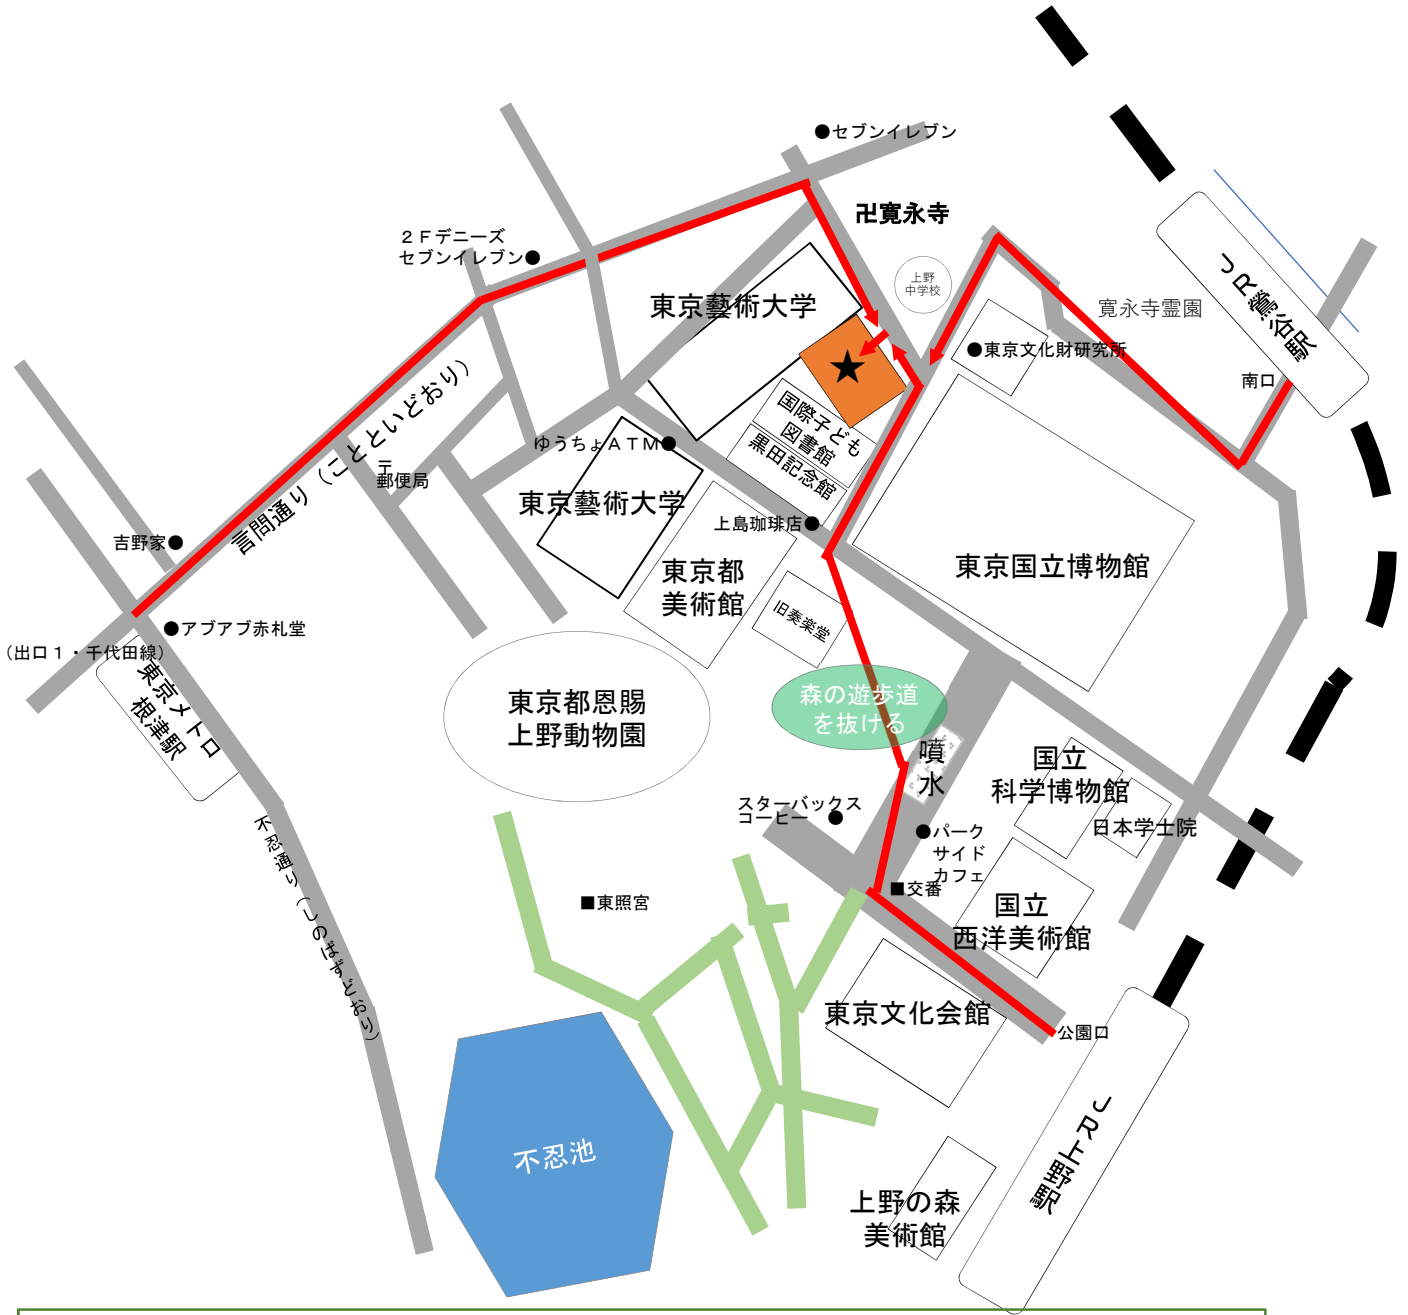 ●セブンイレブン
卍寛永寺
２Ｆデニーズ
セブンイレブン●
上野
中学校
ＪＲ鶯谷駅
寛永寺霊園
南口
東京藝術大学
●東京文化財研究所
★
国際子ども
図書館
黒田記念館
言問通り（ことといどおり）
〒
郵便局
ゆうちょＡＴＭ●
東京藝術大学
上島珈琲店●
吉野家●
東京都
美術館
東京国立博物館
旧奏楽堂
●アブアブ赤札堂
（出口１・千代田線）
東京メトロ
根津駅
東京都恩賜
上野動物園
森の遊歩道
を抜ける
噴
水
国立
科学博物館
日本学士院
スターバックス
コーヒー●
●パーク
サイド
カフェ
■交番
国立
西洋美術館
不忍通り（しのばずどおり）
■東照宮
東京文化会館
公園口
ＪＲ上野駅
不忍池
上野の森
美術館